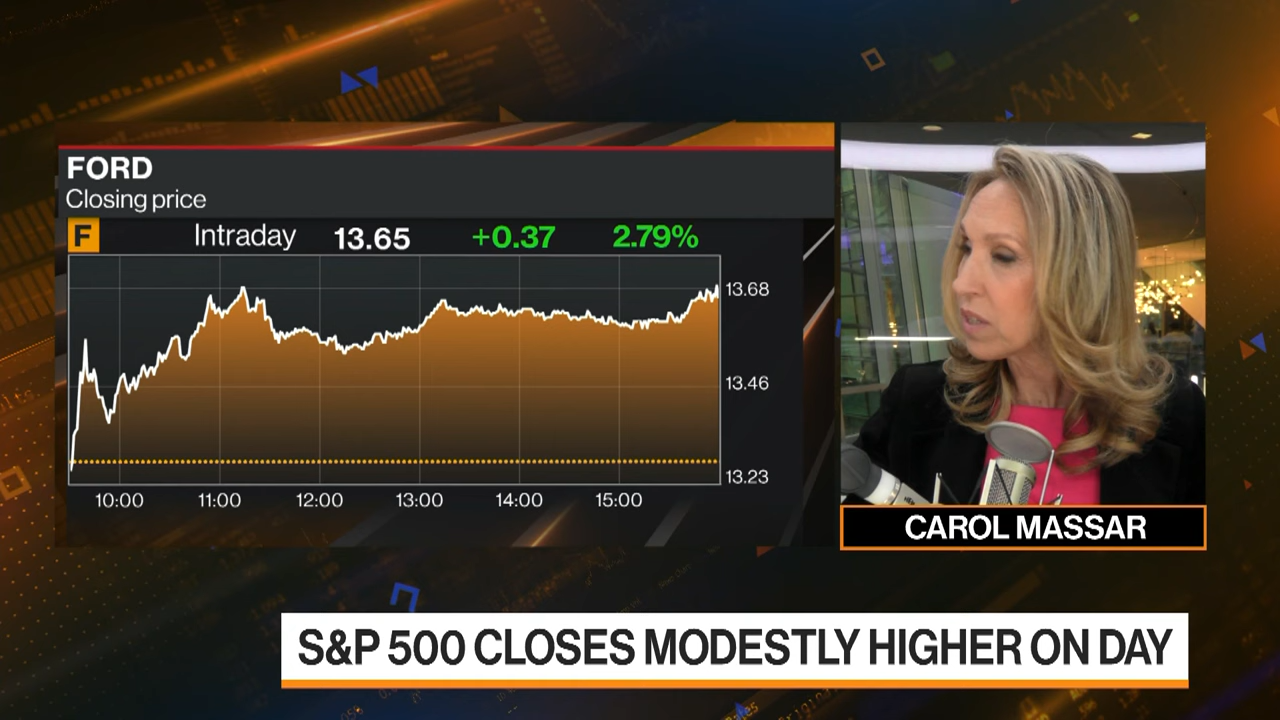 FORD
Closing price
F Intraday 13.65 +0.37 2.79%
13.68
13.46
13.23
10:00 11:00 12:00 13:00 14:00 15:00
CAROL MASSAR
S&P 500 CLOSES MODESTLY HIGHER ON DAY